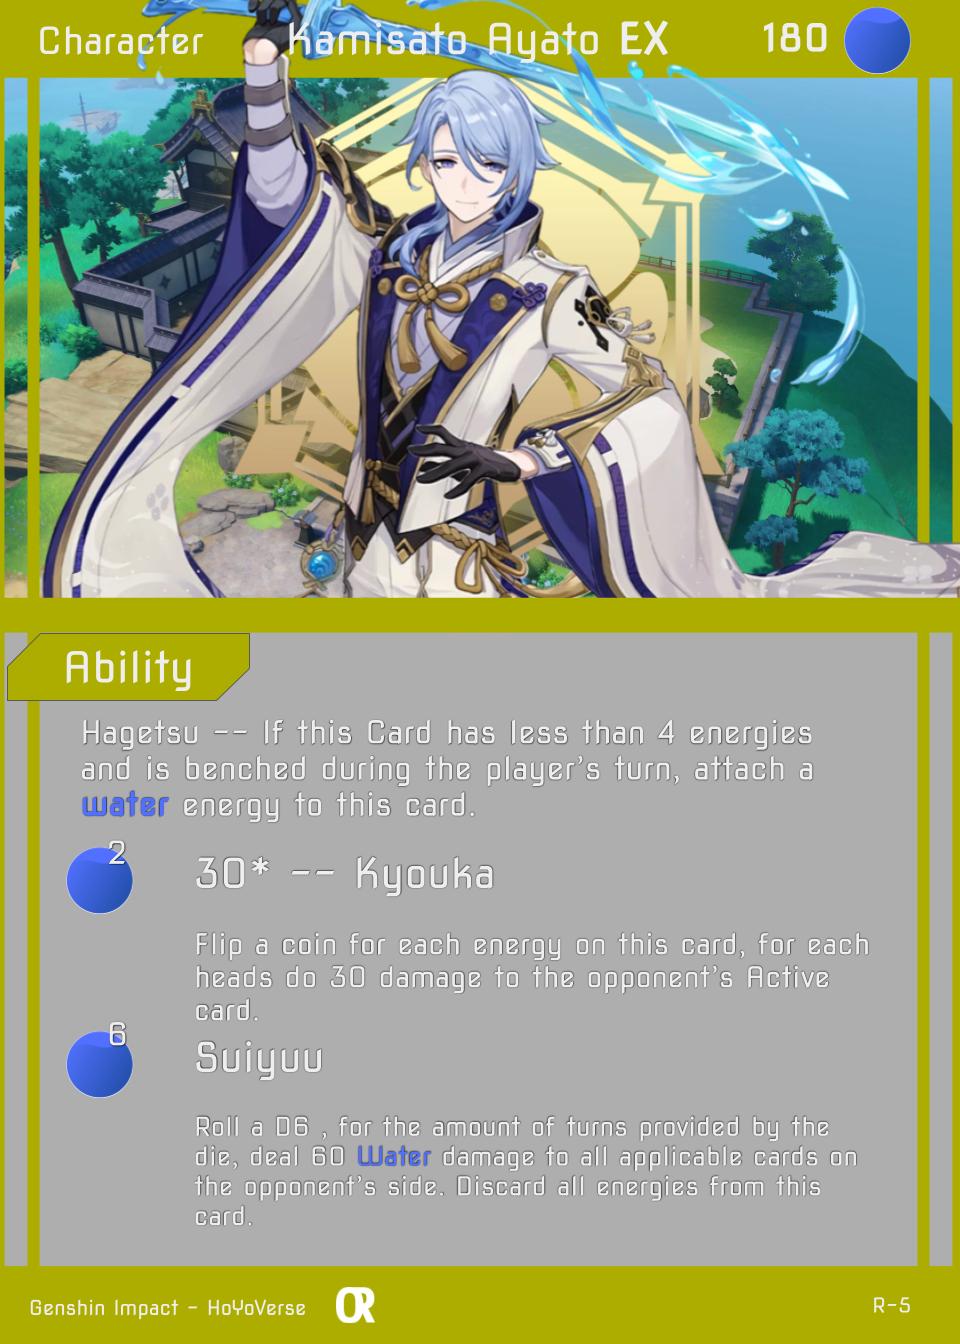 Character Kamisato Ayato EX 180
Ability
Hagetsu -- If this Card has less than 4 energies
and is benched during the player's turn, attach a
water energy to this card.
2
30* -- Kyouka
Flip a coin for each energy on this card, for each
heads do 30 damage to the opponent's Active
card.
6
Suiyuu
Roll a D6 , for the amount of turns provided by the
die, deal 60 Water damage to all applicable cards on
the opponent's side. Discard all energies from this
card.
Genshin Impact - HoYoVerse OR R-5